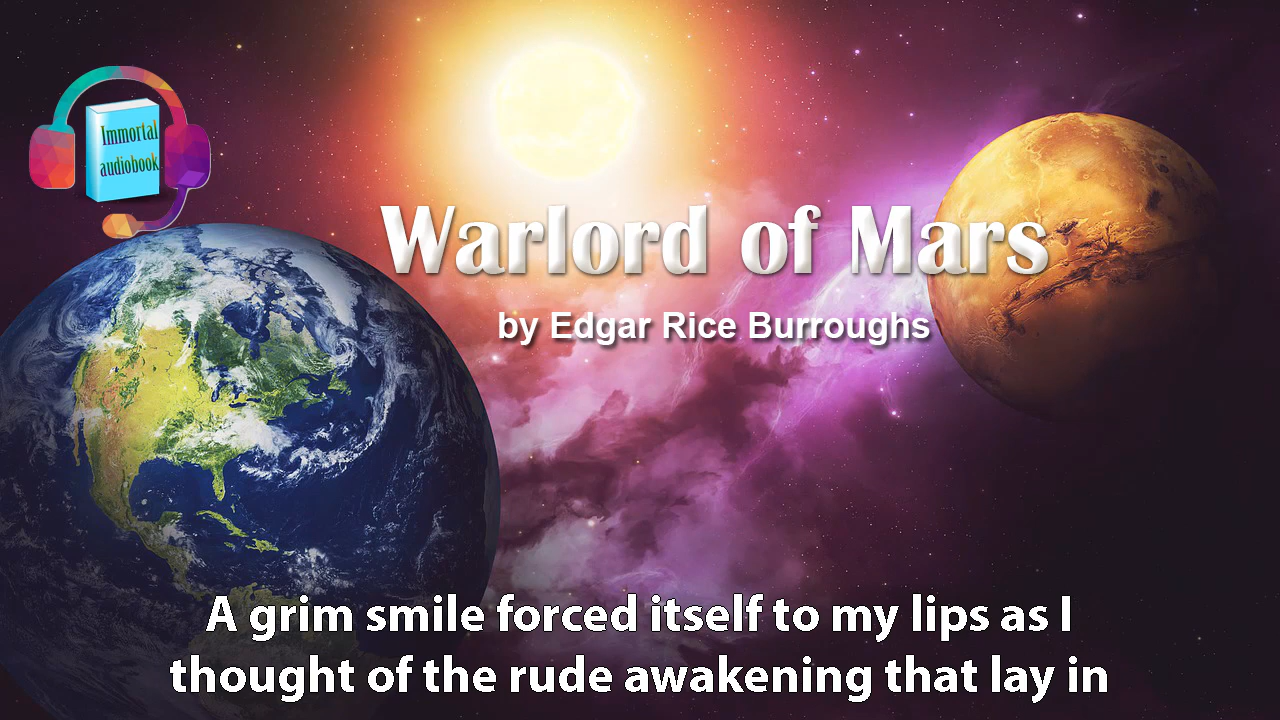 Immortal
audiobook
Warlord of Mars
by Edgar Rice Burroughs
A grim smile forced itself to my lips as I
thought of the rude awakening that lay in